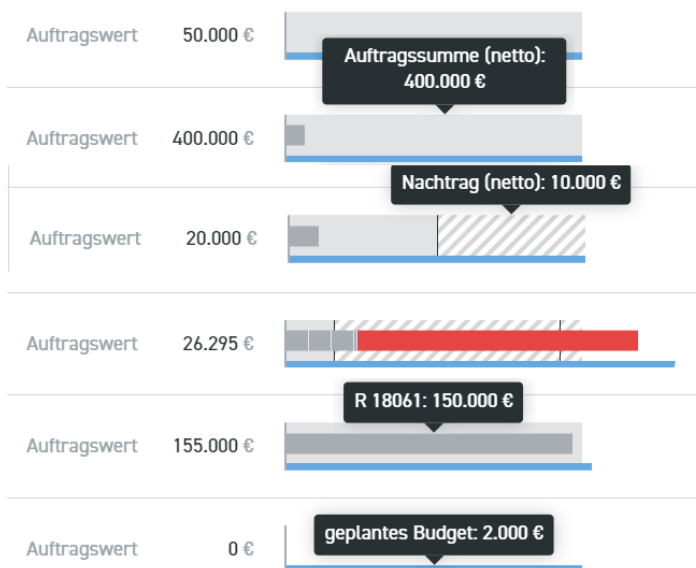 Auftragswert 50.000 €
Auftragssumme (netto):
400.000 €
Auftragswert 400.000 €
Nachtrag (netto): 10.000 €
Auftragswert 20.000 €
Auftragswert 26.295 €
R 18061: 150.000 €
Auftragswert 155.000 €
geplantes Budget: 2.000 €
Auftragswert 0 €